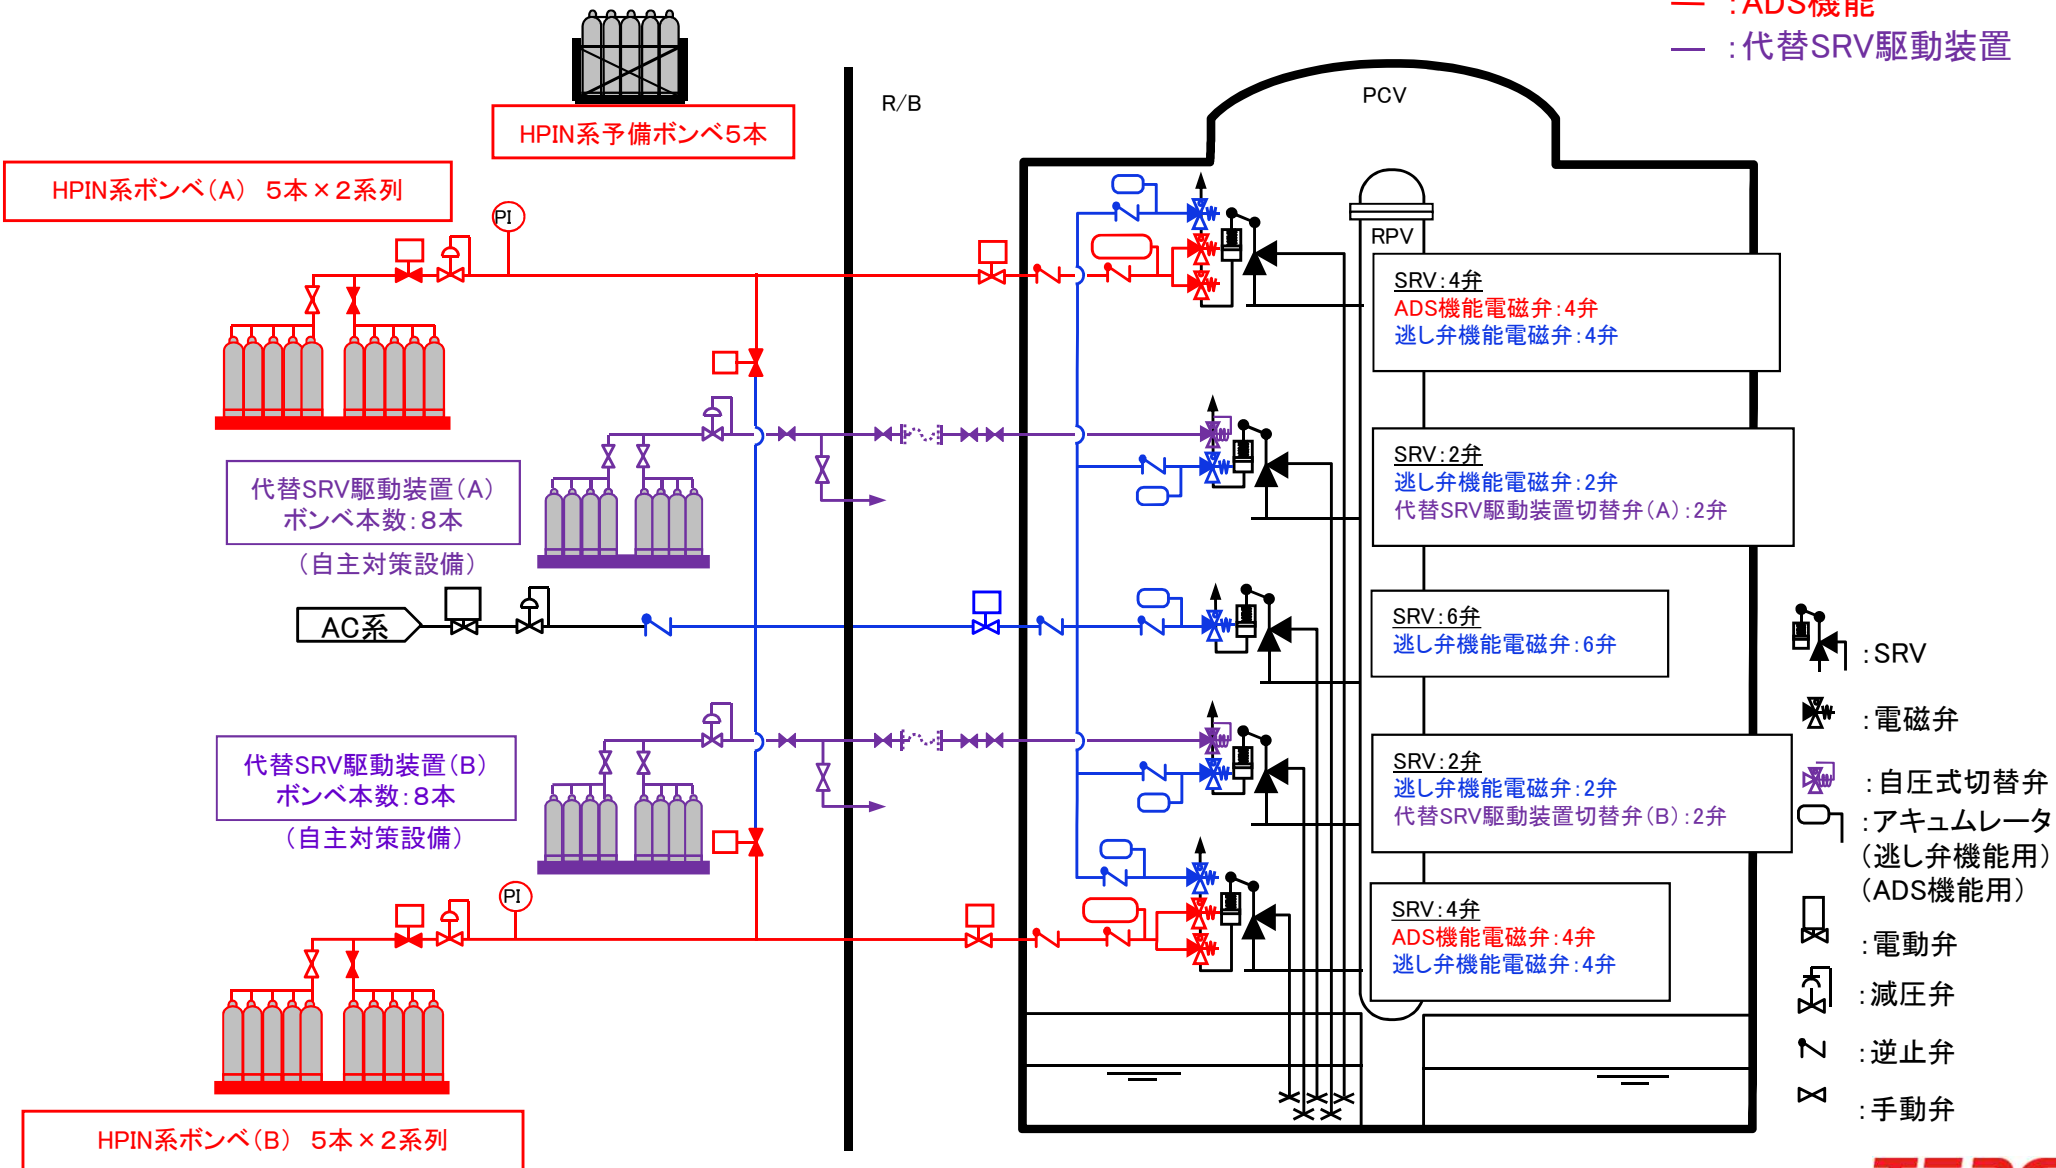 :ADS機能
:代替SRV駆動装置
HPIN系予備ボンベ5本
R/B
PCV
HPIN系ボンベ(A) 5本×2系列
PI
RPV
SRV:4弁
ADS機能電磁弁:4弁
逃し弁機能電磁弁:4弁
代替SRV駆動装置(A)
ボンベ本数:8本
(自主対策設備)
SRV:2弁
逃し弁機能電磁弁:2弁
代替SRV駆動装置切替弁(A):2弁
AC系
SRV:6弁
逃し弁機能電磁弁:6弁
代替SRV駆動装置(B)
ボンベ本数:8本
(自主対策設備)
SRV:2弁
逃し弁機能電磁弁:2弁
代替SRV駆動装置切替弁(B):2弁
PI
SRV:4弁
ADS機能電磁弁:4弁
逃し弁機能電磁弁:4弁
HPIN系ボンベ(B) 5本×2系列
:SRV
:電磁弁
:自圧式切替弁
:アキュムレータ
(逃し弁機能用)
(ADS機能用)
:電動弁
:減圧弁
:逆止弁
:手動弁